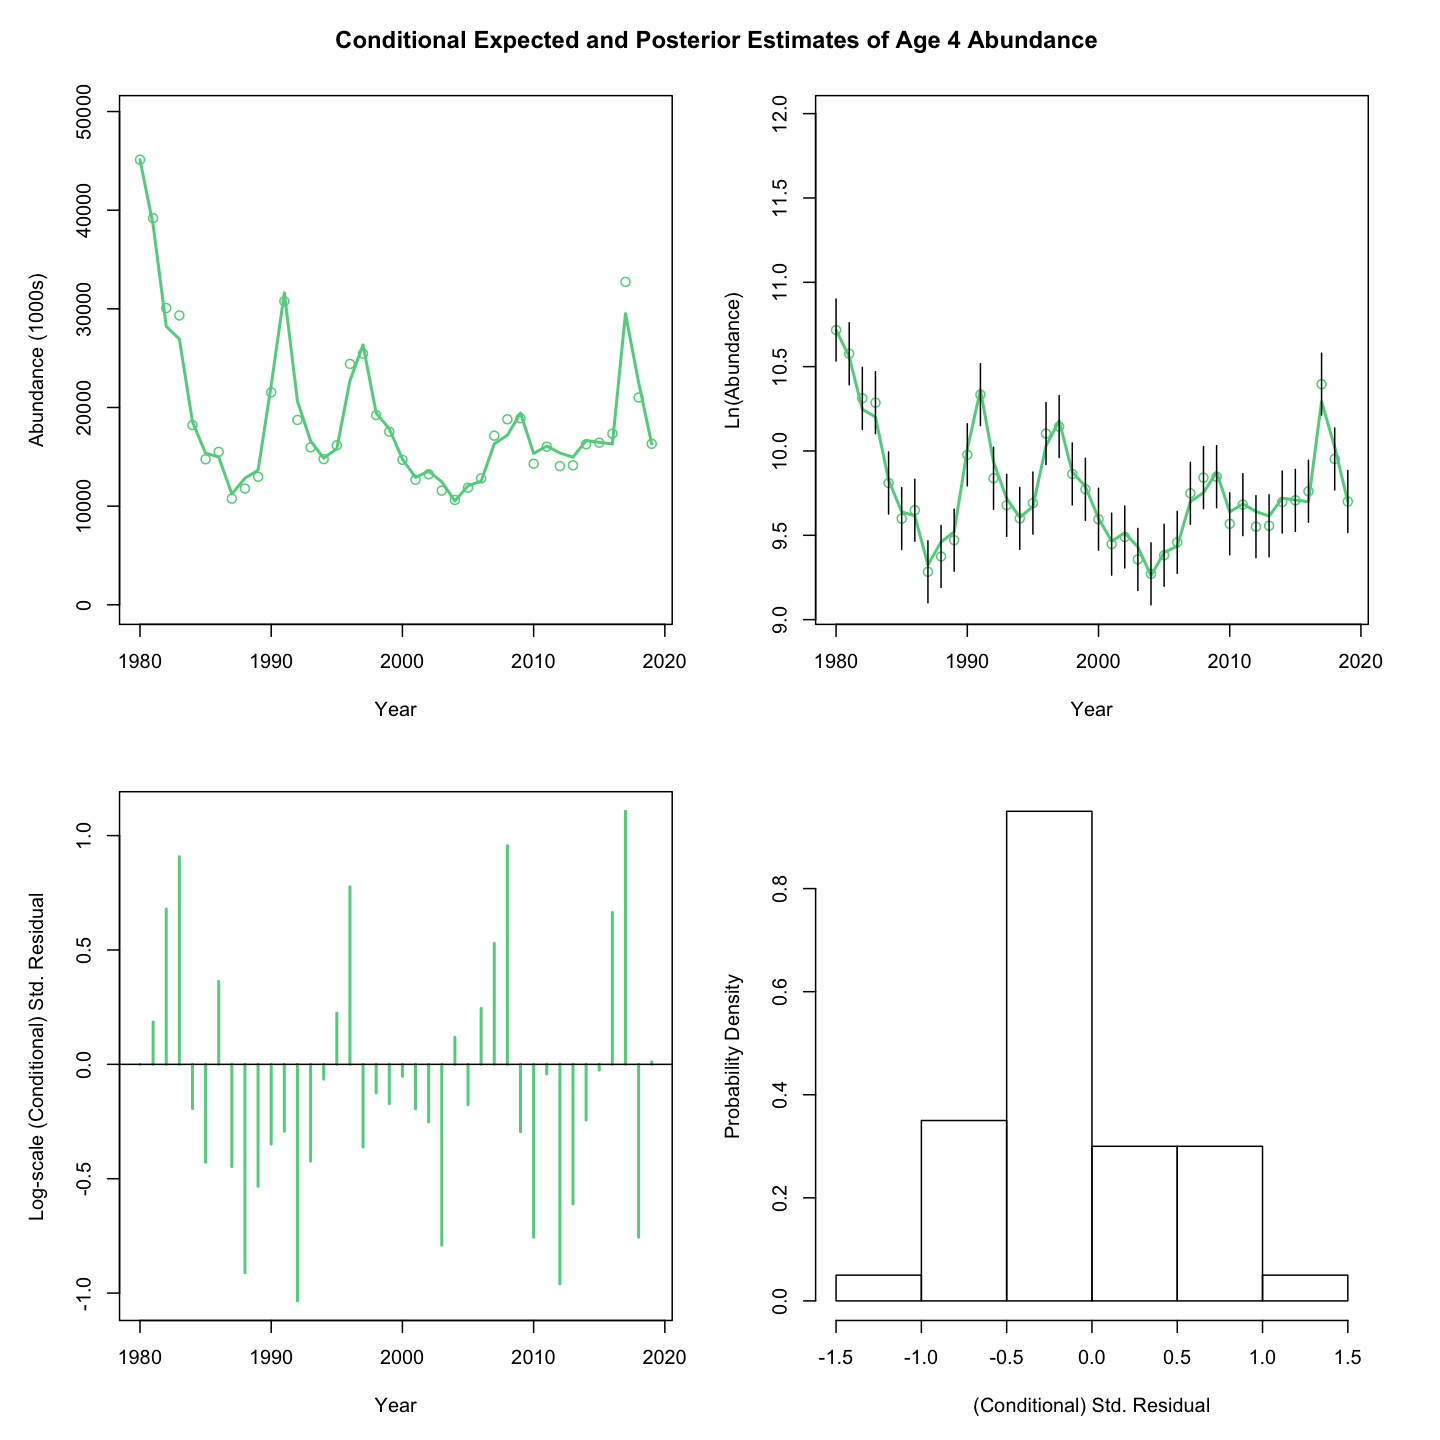 Conditional Expected and Posterior Estimates of Age 4 Abundance
Abundance (1000s)
50000
40000
30000
20000
10000
0
1980 1990 2000 2010 2020
Year
Ln(Abundance)
12.0
11.5
11.0
10.5
10.0
9.5
9.0
1980 1990 2000 2010 2020
Year
Log-scale (Conditional) Std. Residual
1.0
0.5
0.0
-0.5
-1.0
1980 1990 2000 2010 2020
Year
Probability Density
0.8
0.6
0.4
0.2
0.0
-1.5 -1.0 -0.5 0.0 0.5 1.0 1.5
(Conditional) Std. Residual